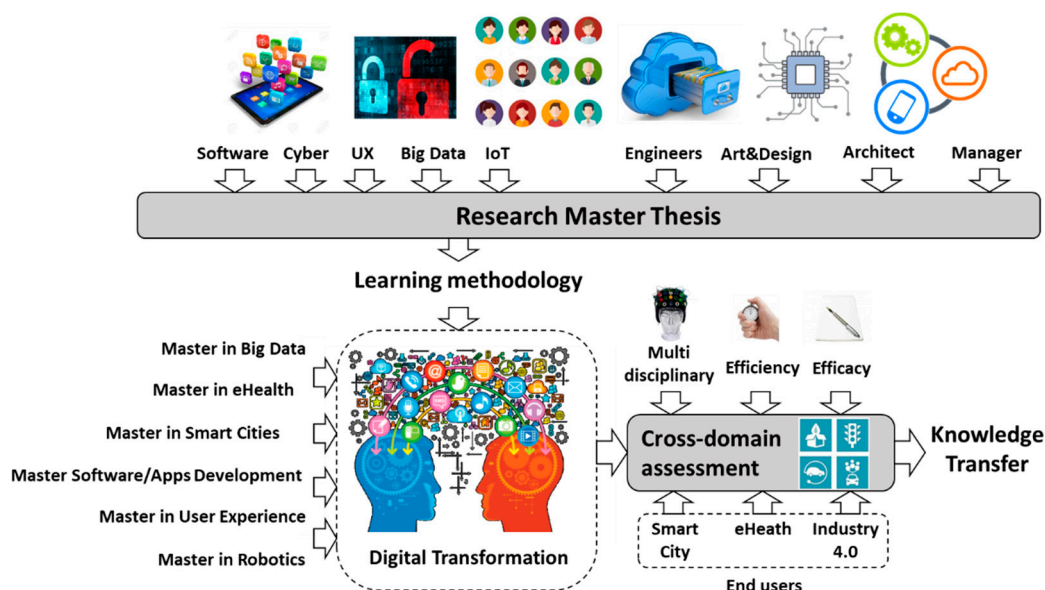 Software Cyber UX Big Data IoT Engineers Art&Design Architect Manager
Research Master Thesis
Learning methodology
Master in Big Data
Master in eHealth
Master in Smart Cities
Master Software/Apps Development
Master in User Experience
Master in Robotics
Digital Transformation
Multi
disciplinary
Efficiency
Efficacy
Cross-domain
assessment
Knowledge
Transfer
Smart
City
eHeath
Industry
4.0
End users